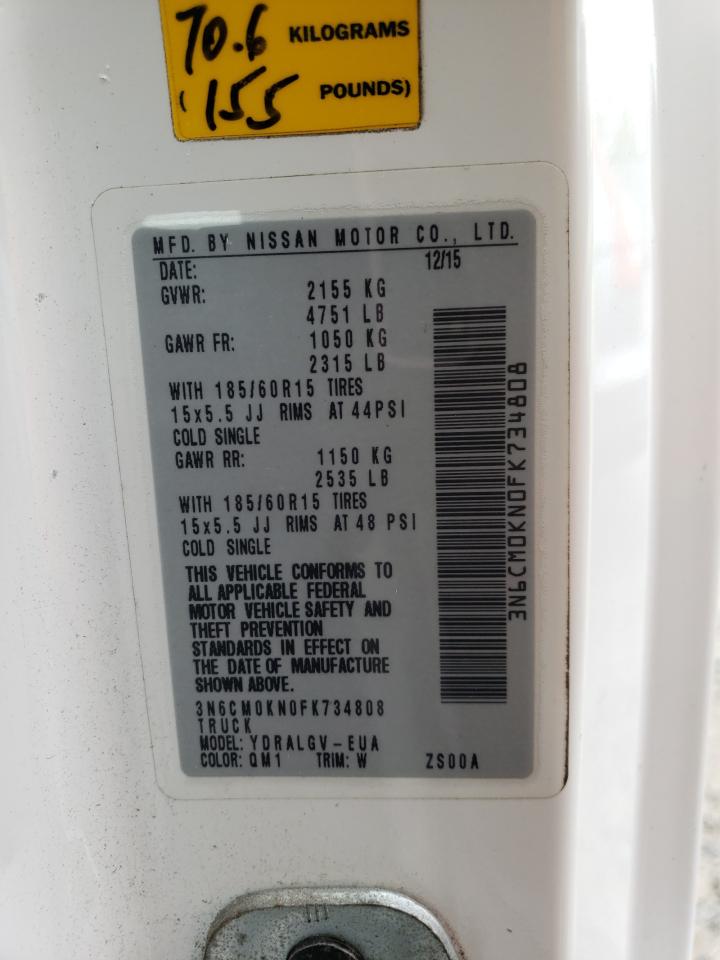 70.6 KILOGRAMS
(155 POUNDS)
MFD. BY NISSAN MOTOR CO., LTD.
DATE: 12/15
GVWR: 2155 KG
4751 LB
GAWR FR: 1050 KG
2315 LB
WITH 185/60R15 TIRES
15x5.5 JJ RIMS AT 44PSI
COLD SINGLE
GAWR RR: 1150 KG
2535 LB
WITH 185/60R15 TIRES
15x5.5 JJ RIMS AT 48 PSI
COLD SINGLE
THIS VEHICLE CONFORMS TO
ALL APPLICABLE FEDERAL
MOTOR VEHICLE SAFETY AND
THEFT PREVENTION
STANDARDS IN EFFECT ON
THE DATE OF MANUFACTURE
SHOWN ABOVE.
3N6CM0KN0FK734808
TRUCK
MODEL: YDRALGV-EUA
COLOR: QM1 TRIM: W ZS00A
3N6CM0KN0FK734808